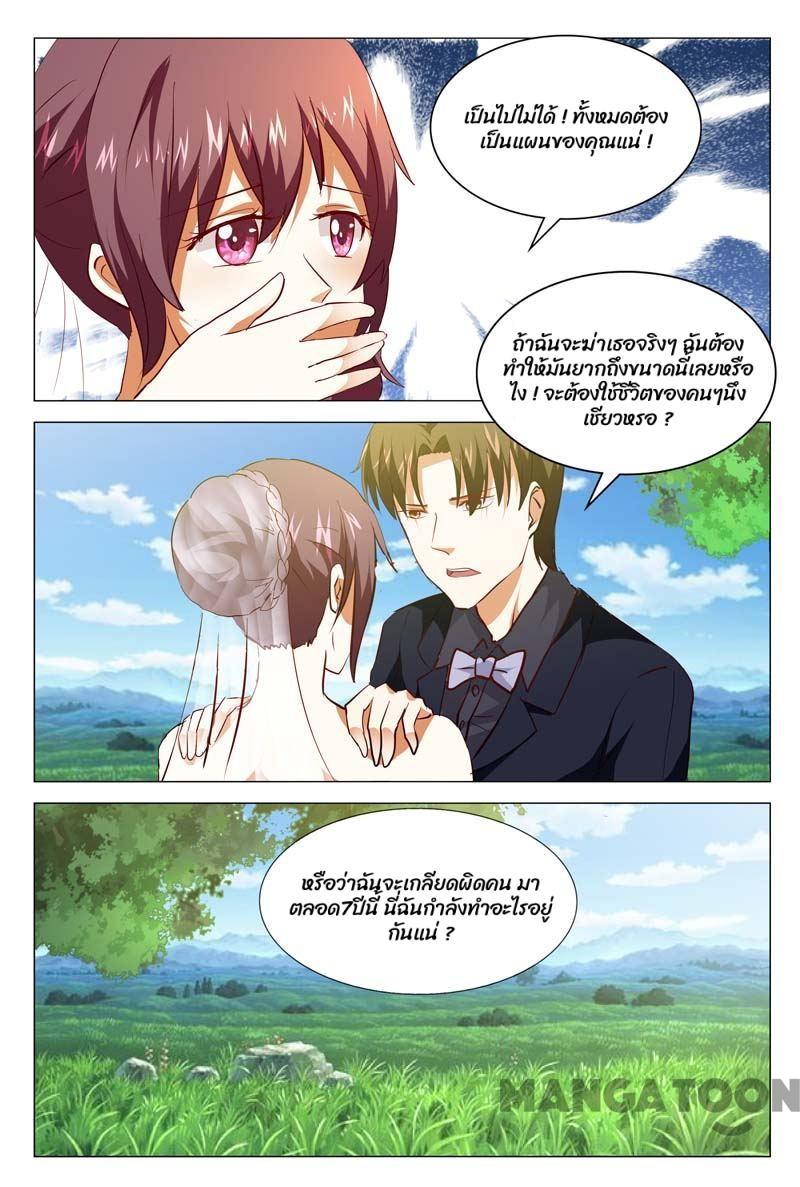 เป็นไปไม่ได้ ! ทั้งหมดต้อง
เป็นแผนของคุณแน่ !
ถ้าฉันจะฆ่าเธอจริงๆ ฉันต้อง
ทำให้มันยากถึงขนาดนี้เลยหรือ
ไง ! จะต้องใช้ชีวิตของคนๆนึง
เชียวหรอ ?
หรือว่าฉันจะเกลียดผิดคน มา
ตลอด7ปีนี้ นี่ฉันกำลังทำอะไรอยู่
กันแน่ ?
MANGATOON